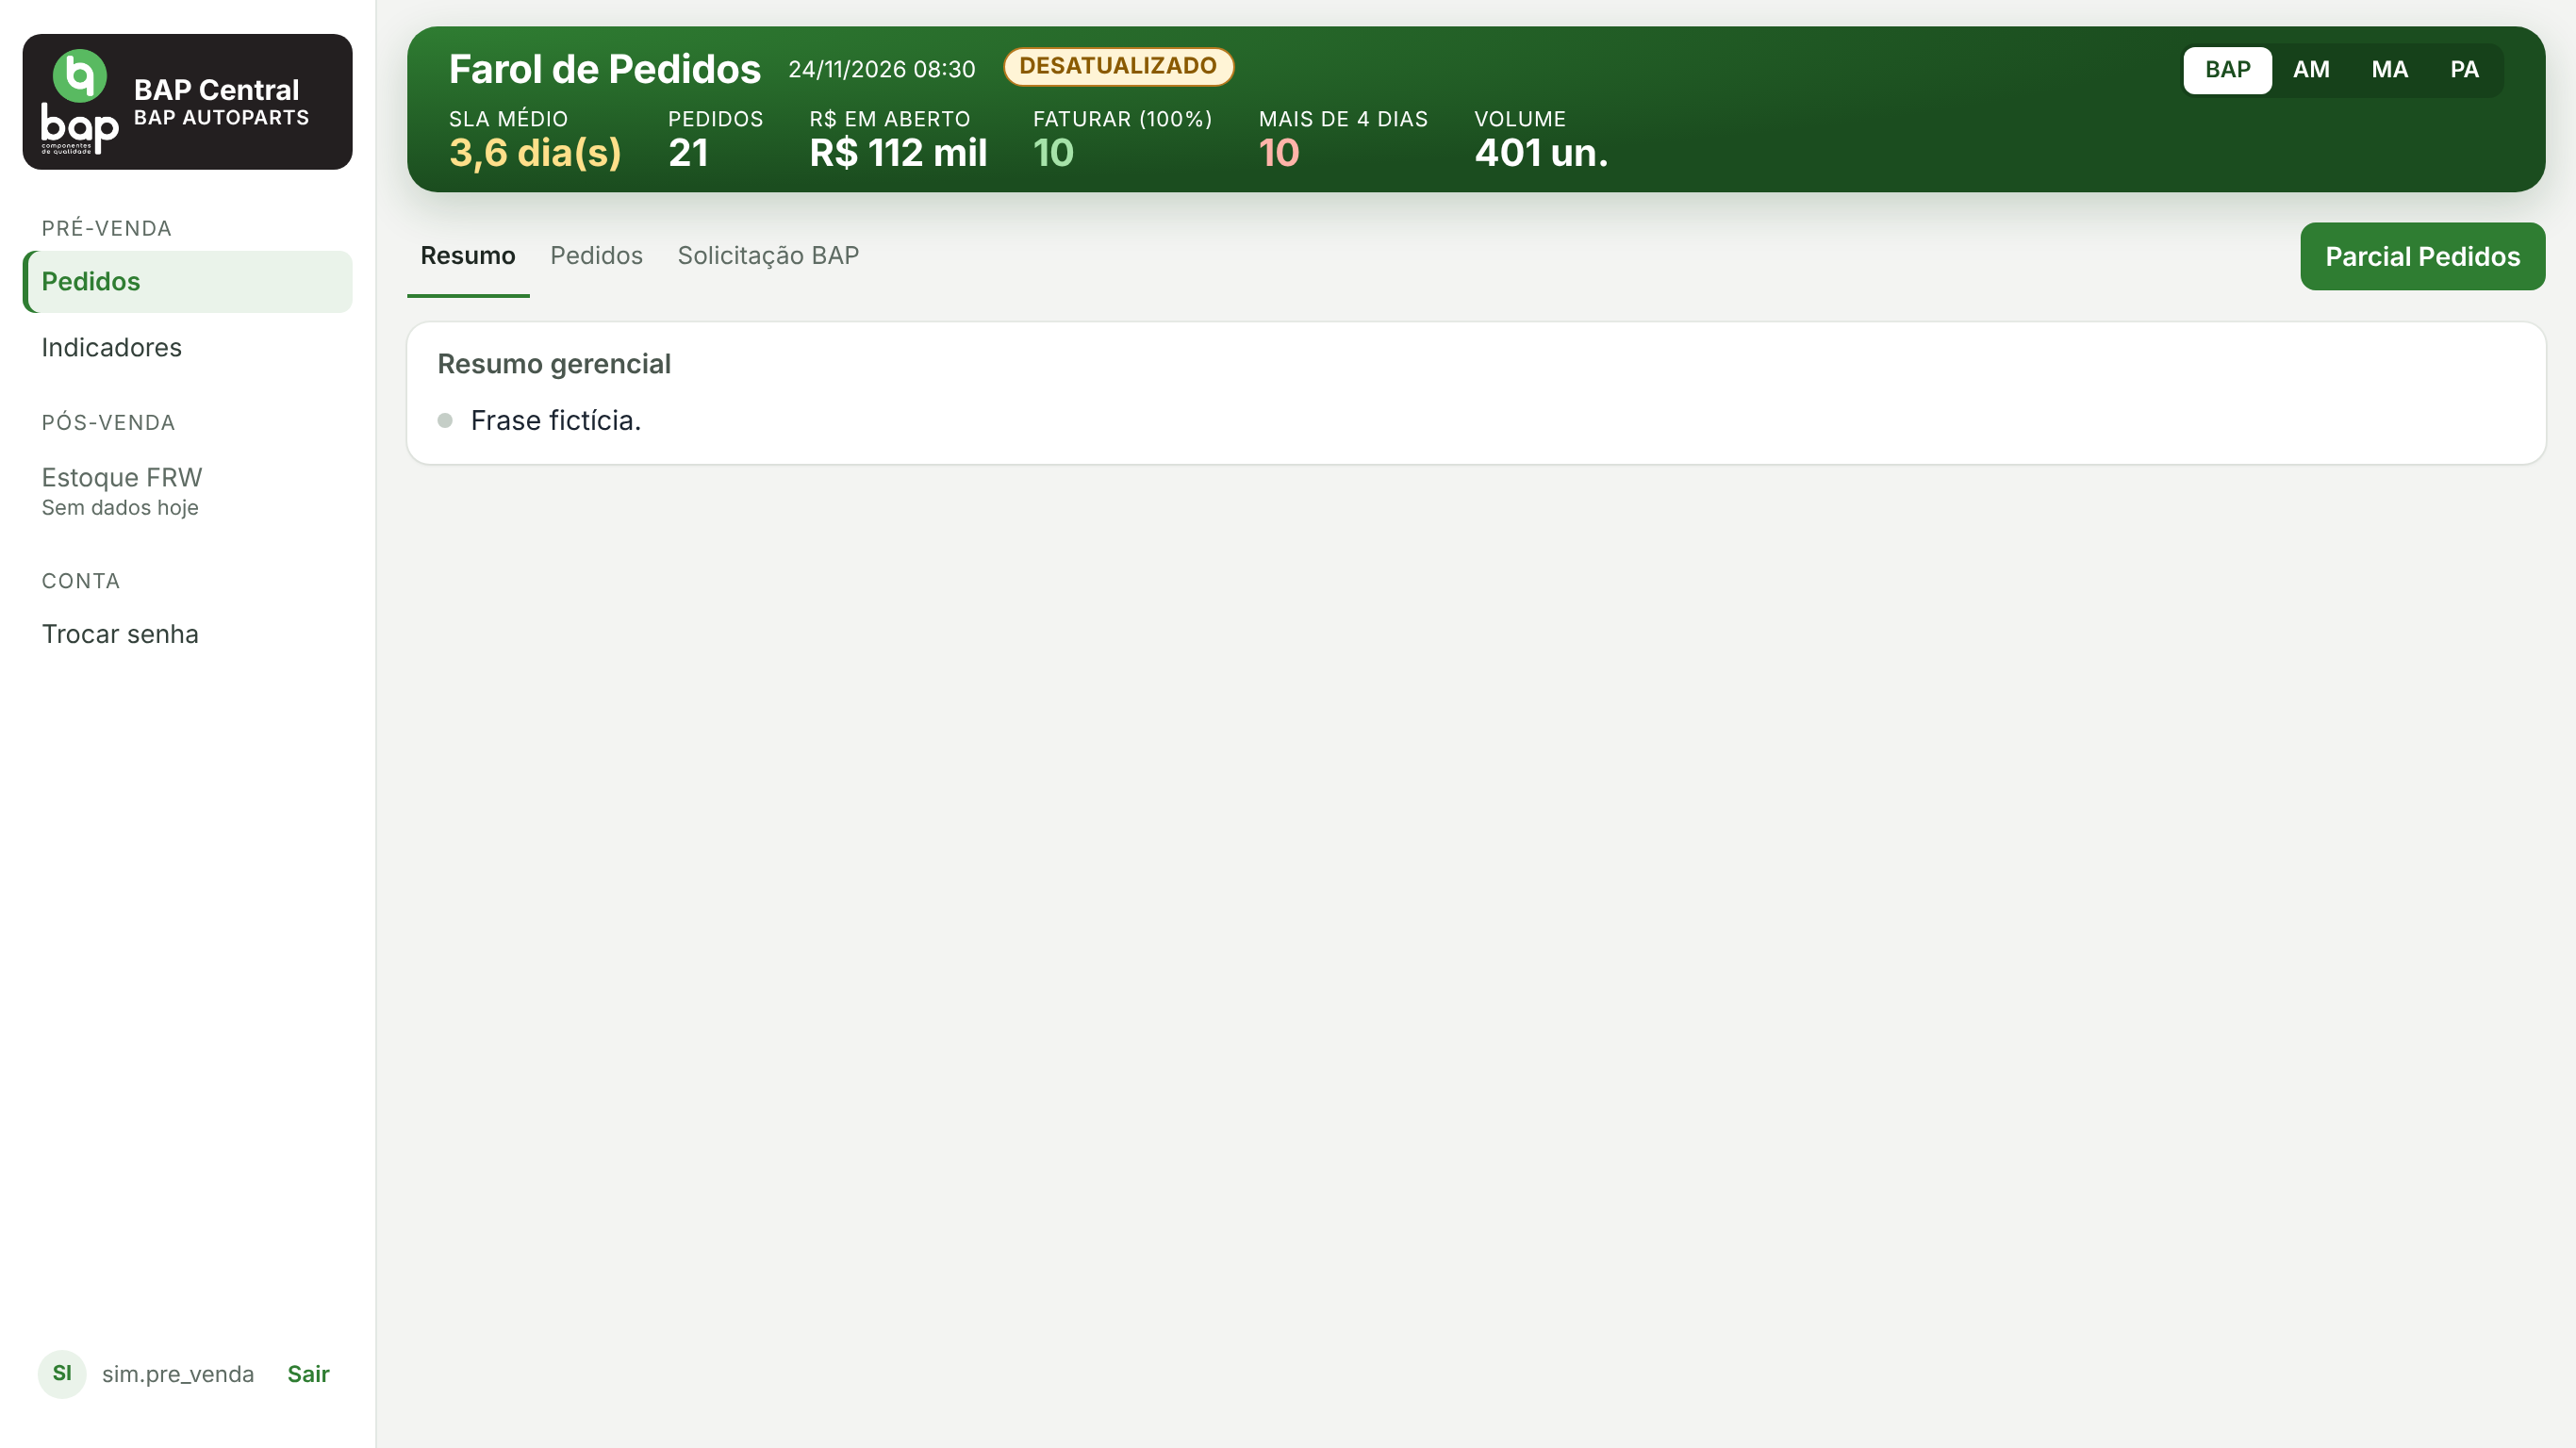 bap
componentes
de qualidade
BAP Central
BAP AUTOPARTS
PRÉ-VENDA
Pedidos
Indicadores
PÓS-VENDA
Estoque FRW
Sem dados hoje
CONTA
Trocar senha
SI sim.pre_venda Sair
Farol de Pedidos 24/11/2026 08:30 DESATUALIZADO
BAP AM MA PA
SLA MÉDIO PEDIDOS R$ EM ABERTO FATURAR (100%) MAIS DE 4 DIAS VOLUME
3,6 dia(s) 21 R$ 112 mil 10 10 401 un.
Resumo Pedidos Solicitação BAP
Parcial Pedidos
Resumo gerencial
Frase fictícia.